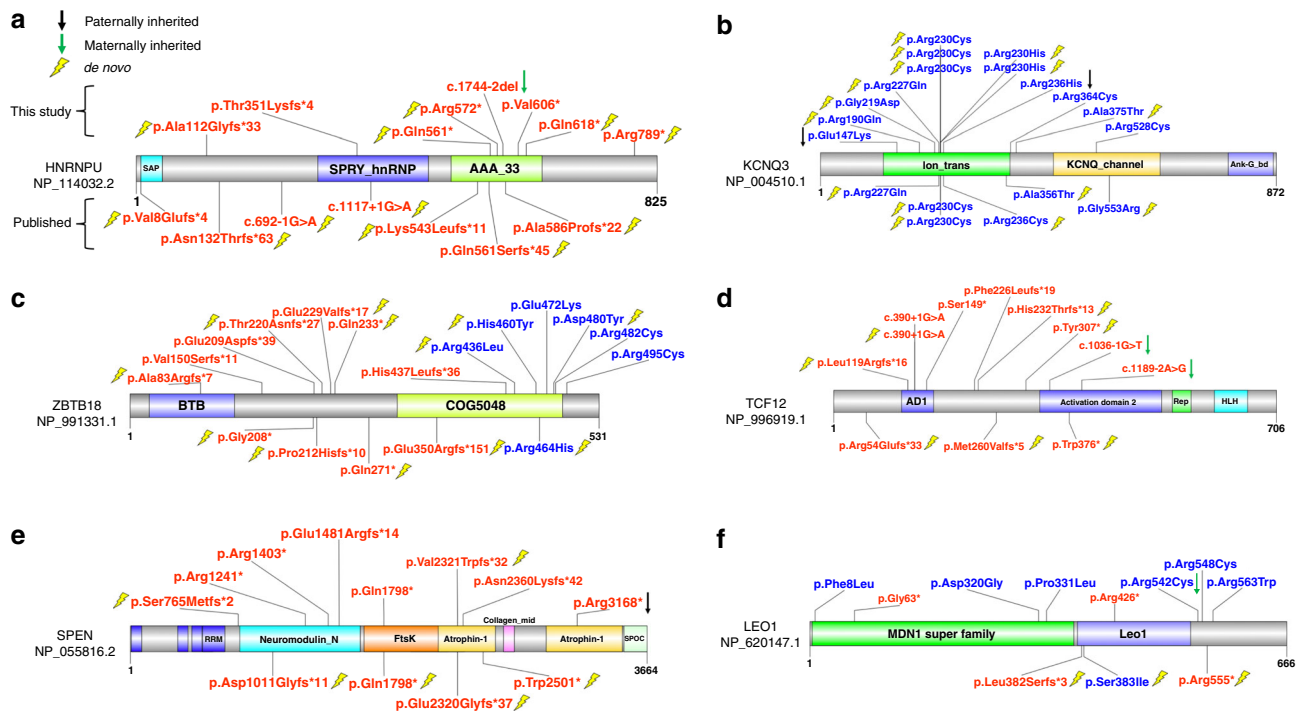 a
Paternally inherited
Maternally inherited
de novo
This study
c.1744-2del
p.Thr351Lysfs*4
p.Arg572*
p.Val606*
p.Ala112Glyfs*33
p.Gln561*
p.Gln618*
p.Arg789*
HNRNPU
NP_114032.2
SAP
SPRY_hnRNP
AAA_33
1
825
Published
p.Val8Glufs*4
c.692-1G>A
c.1117+1G>A
p.Asn132Thrfs*63
p.Lys543Leufs*11
p.Ala586Profs*22
p.Gln561Serfs*45
b
p.Arg230Cys
p.Arg230Cys
p.Arg230His
p.Arg230Cys
p.Arg230His
p.Arg227Gln
p.Arg236His
p.Gly219Asp
p.Arg364Cys
p.Arg190Gln
p.Ala375Thr
p.Glu147Lys
p.Arg528Cys
KCNQ3
NP_004510.1
Ion_trans
KCNQ_channel
Ank-G_bd
1
872
p.Arg227Gln
p.Ala356Thr
p.Arg230Cys
p.Gly553Arg
p.Arg230Cys
p.Arg236Cys
c
p.Glu229Valfs*17
p.Glu472Lys
p.Thr220Asnfs*27
p.Gln233*
p.His460Tyr
p.Asp480Tyr
p.Glu209Aspfs*39
p.Arg482Cys
p.Val150Serfs*11
p.Arg436Leu
p.Arg495Cys
p.Ala83Argfs*7
p.His437Leufs*36
ZBTB18
NP_991331.1
BTB
COG5048
1
531
p.Gly208*
p.Pro212Hisfs*10
p.Glu350Argfs*151
p.Arg464His
p.Gln271*
d
p.Phe226Leufs*19
p.Ser149*
p.His232Thrfs*13
c.390+1G>A
p.Tyr307*
c.390+1G>A
c.1036-1G>T
p.Leu119Argfs*16
c.1189-2A>G
TCF12
NP_996919.1
AD1
Activation domain 2
Rep
HLH
1
706
p.Arg54Glufs*33
p.Met260Valfs*5
p.Trp376*
e
p.Glu1481Argfs*14
p.Arg1403*
p.Val2321Trpfs*32
p.Arg1241*
p.Gln1798*
p.Asn2360Lysfs*42
p.Ser765Metfs*2
p.Arg3168*
Collagen_mid
SPEN
NP_055816.2
RRM
Neuromodulin_N
FtsK
Atrophin-1
Atrophin-1
SPOC
1
3664
p.Asp1011Glyfs*11
p.Gln1798*
p.Trp2501*
p.Glu2320Glyfs*37
f
p.Arg548Cys
p.Phe8Leu
p.Asp320Gly
p.Pro331Leu
p.Arg542Cys
p.Arg563Trp
p.Gly63*
p.Arg426*
LEO1
NP_620147.1
MDN1 super family
Leo1
1
666
p.Leu382Serfs*3
p.Ser383Ile
p.Arg555*